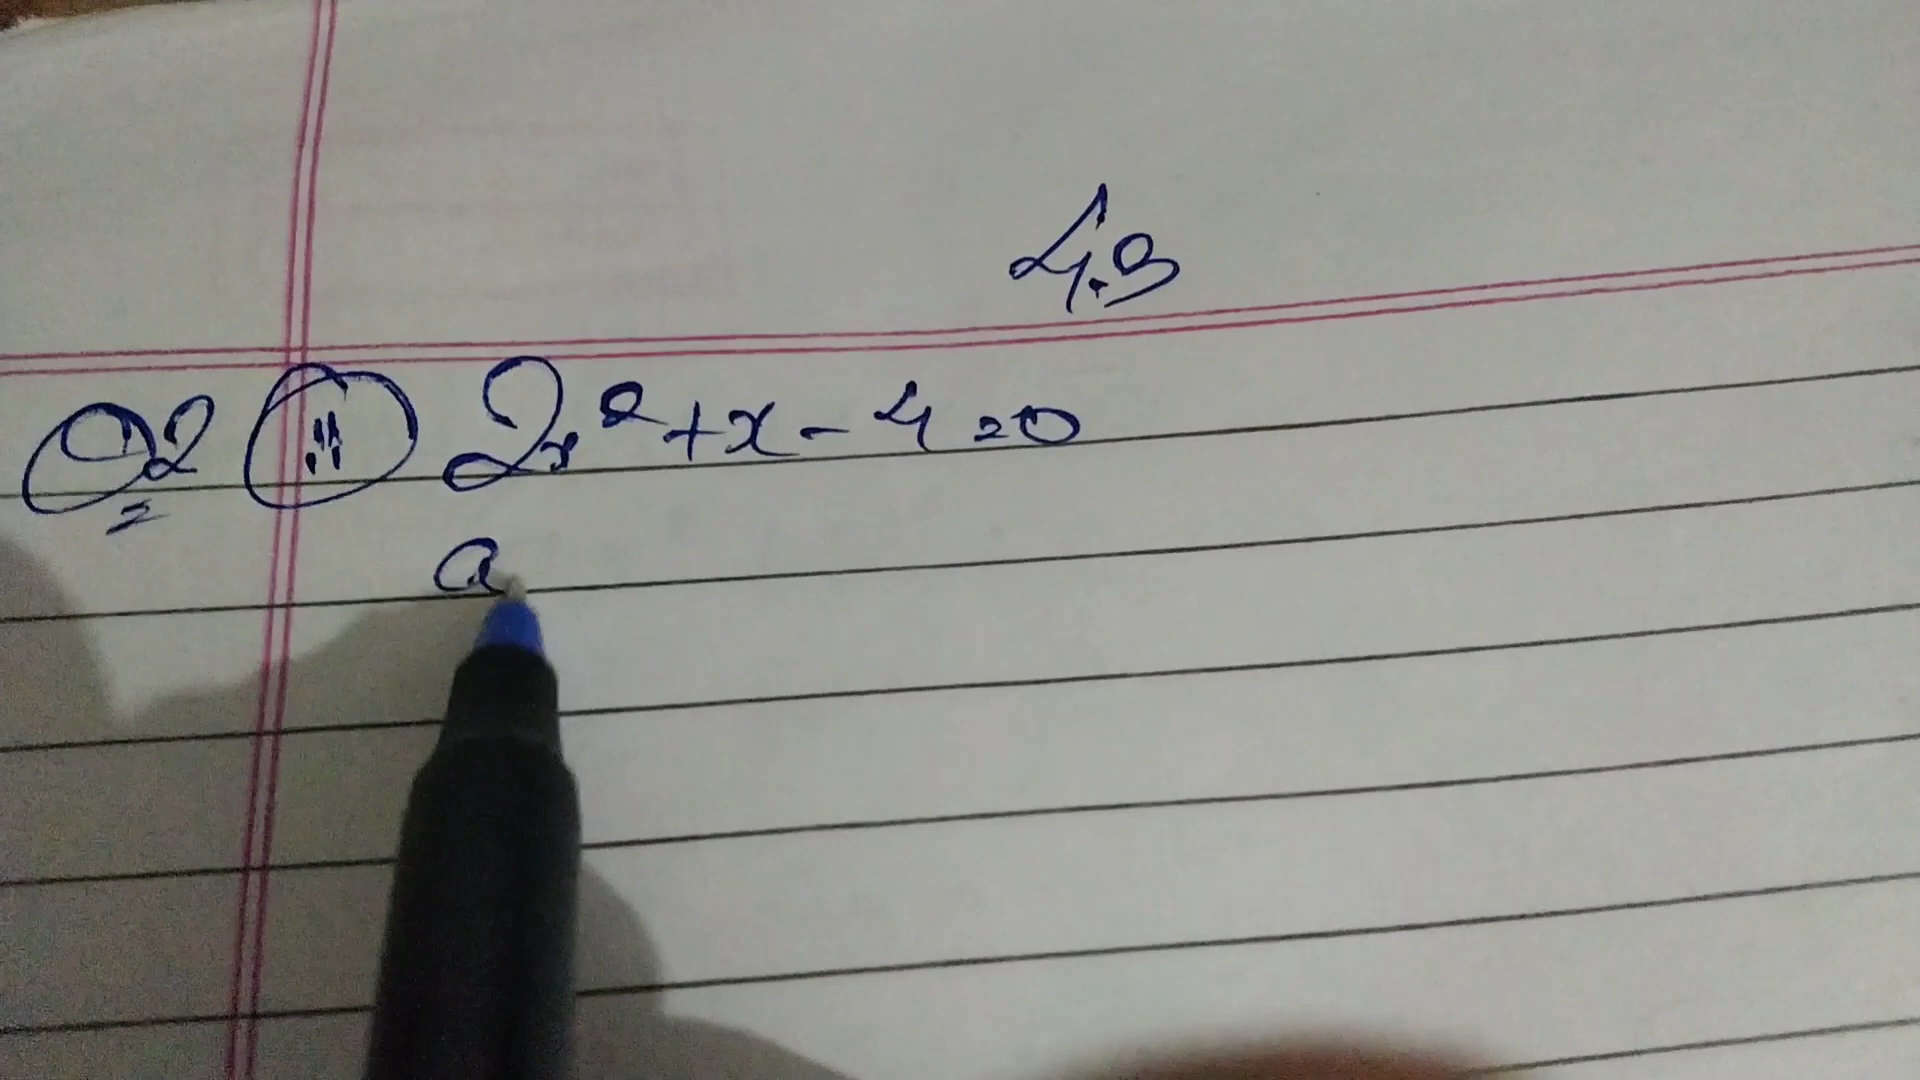 4.3
Q2 (ii) 2x² + x - 4 = 0
a